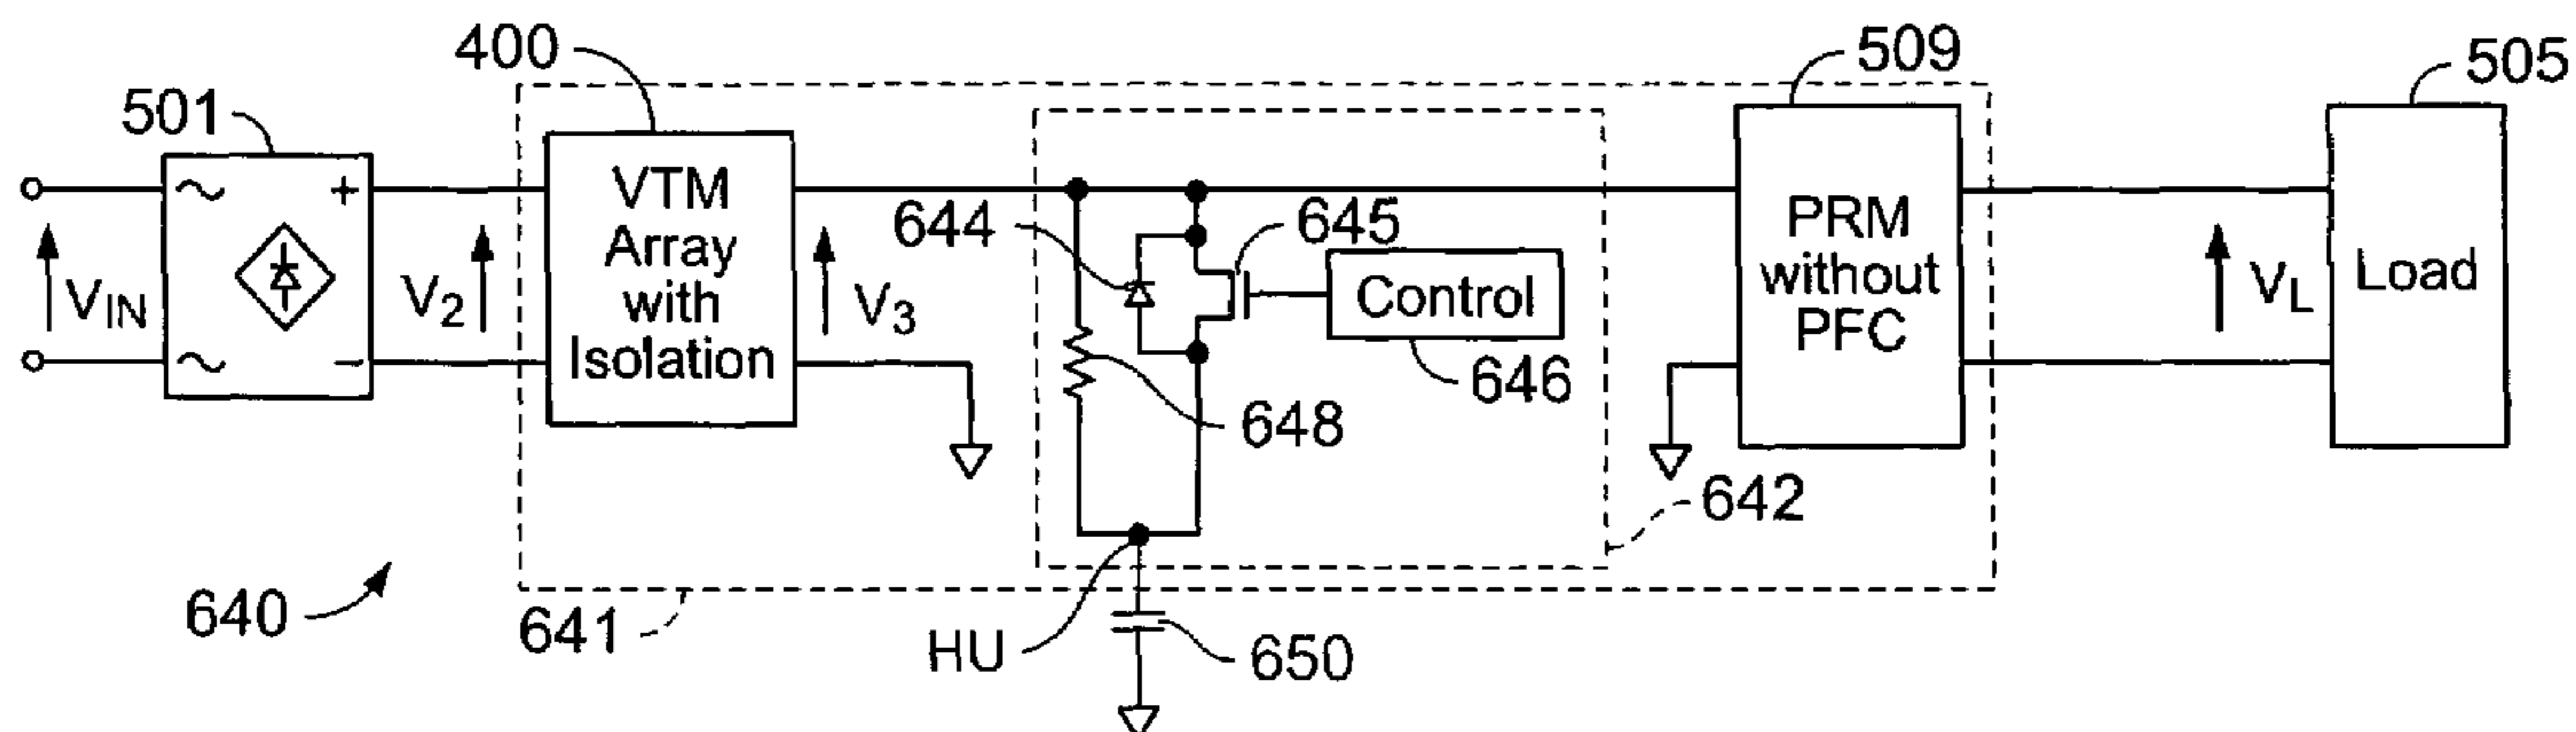 400
509
505
501
~
+
VTM
Array
with
Isolation
644
645
Control
PRM
without
PFC
Load
V_IN
V_2
V_3
V_L
~
−
646
648
642
640
641
HU
650